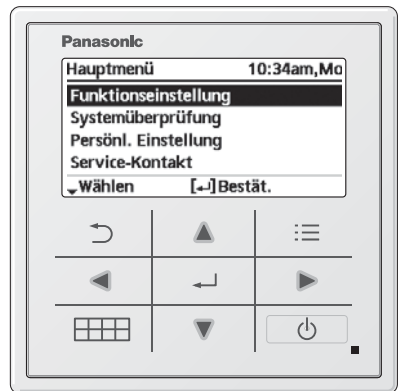 Panasonic
Hauptmenü 10:34am,Mo
Funktionseinstellung
Systemüberprüfung
Persönl. Einstellung
Service-Kontakt
Wählen [↵]Bestät.